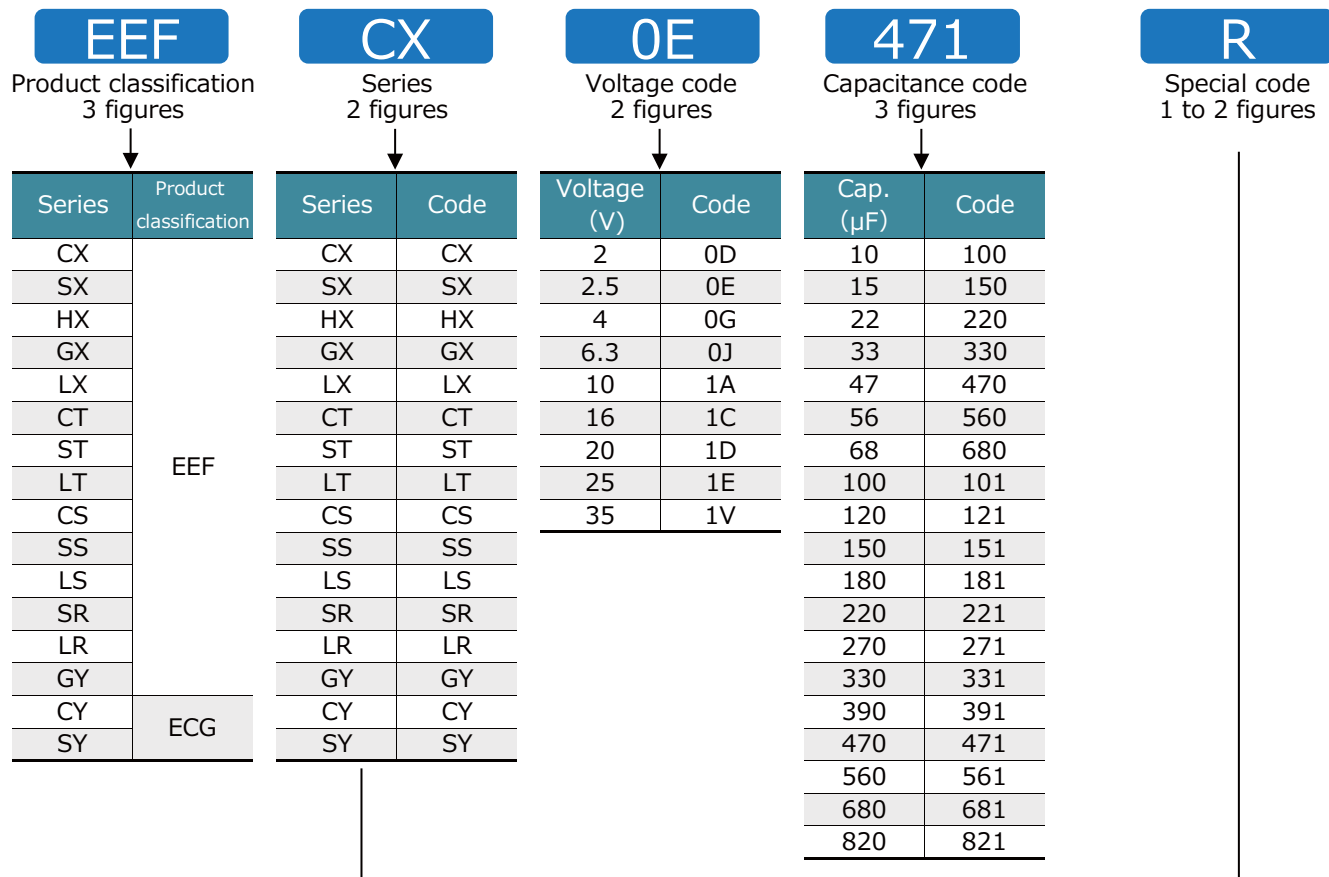 EEF CX 0E 471 R
Product classification Series Voltage code Capacitance code Special code
3 figures 2 figures 2 figures 3 figures 1 to 2 figures
Series Product classification
CX EEF
SX
HX
GX
LX
CT
ST
LT
CS
SS
LS
SR
LR
GY
CY ECG
SY
Series Code
CX CX
SX SX
HX HX
GX GX
LX LX
CT CT
ST ST
LT LT
CS CS
SS SS
LS LS
SR SR
LR LR
GY GY
CY CY
SY SY
Voltage (V) Code
2 0D
2.5 0E
4 0G
6.3 0J
10 1A
16 1C
20 1D
25 1E
35 1V
Cap. (μF) Code
10 100
15 150
22 220
33 330
47 470
56 560
68 680
100 101
120 121
150 151
180 181
220 221
270 271
330 331
390 391
470 471
560 561
680 681
820 821